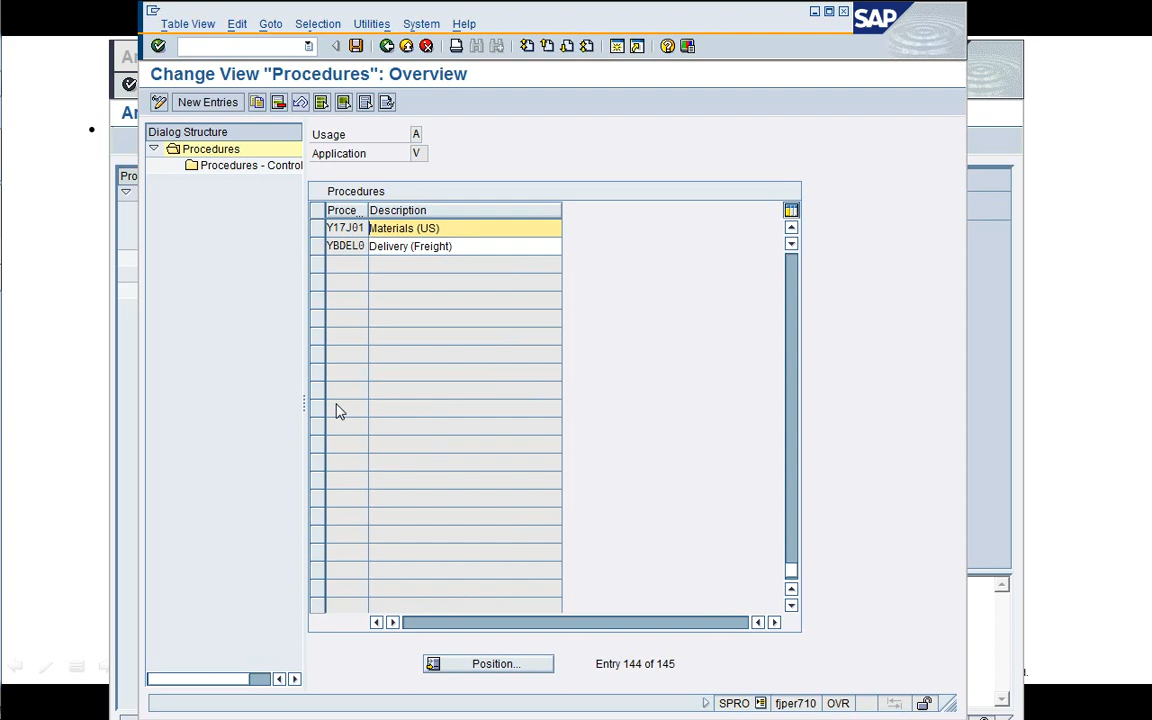 Table View Edit Goto Selection Utilities System Help
SAP
Change View "Procedures": Overview
New Entries
Dialog Structure
Procedures
Procedures - Control
Usage A
Application V
Procedures
Proce.. Description
Y17J01 Materials (US)
YBDEL0 Delivery (Freight)
Position... Entry 144 of 145
SPRO fjper710 OVR
Ar
Pro
d.